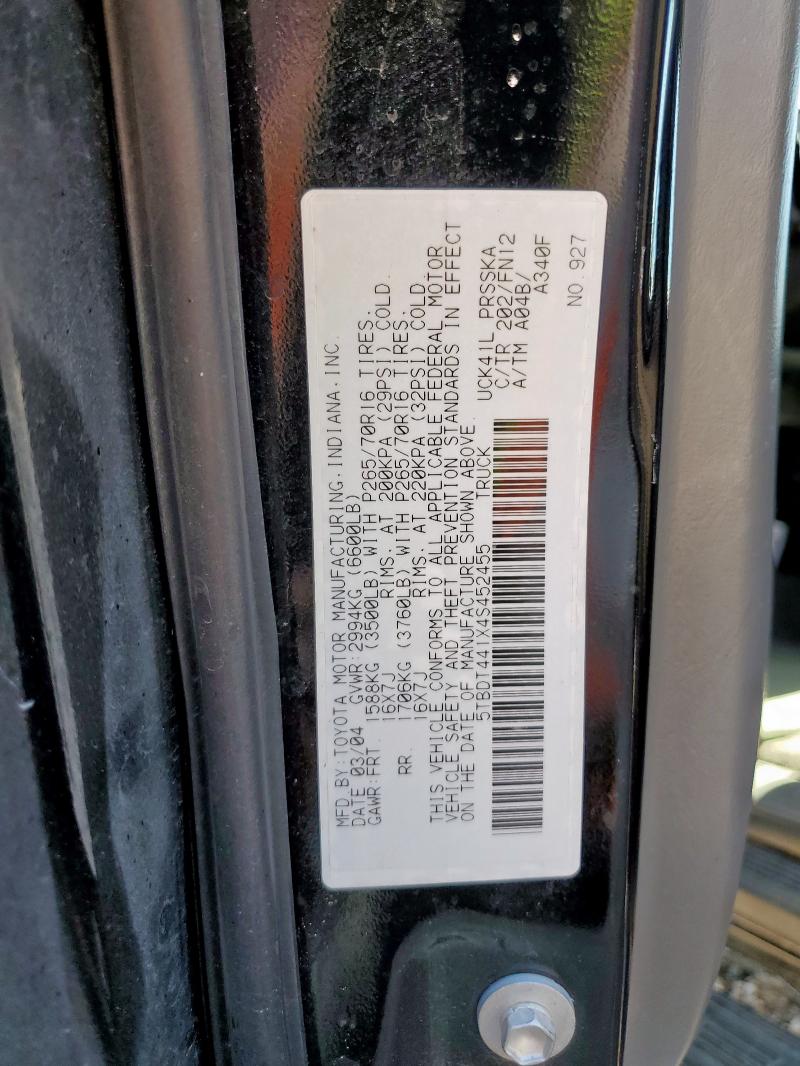 MFD.BY:TOYOTA MOTOR MANUFACTURING.INDIANA.INC.
DATE 03/04 GVWR:2994KG (6600LB)
GAWR:FRT. 1588KG (3500LB) WITH P265/70R16 TIRES.
16X7J RIMS. AT 200KPA (29PSI) COLD.
RR. 1706KG (3760LB) WITH P265/70R16 TIRES.
16X7J RIMS. AT 220KPA (32PSI) COLD.
THIS VEHICLE CONFORMS TO ALL APPLICABLE FEDERAL MOTOR
VEHICLE SAFETY AND THEFT PREVENTION STANDARDS IN EFFECT
ON THE DATE OF MANUFACTURE SHOWN ABOVE.
5TBDT441X4S452455 TRUCK
UCK41L PRSSKA
C/TR 202/FN12
A/TM A04B/
A340F
NO.927